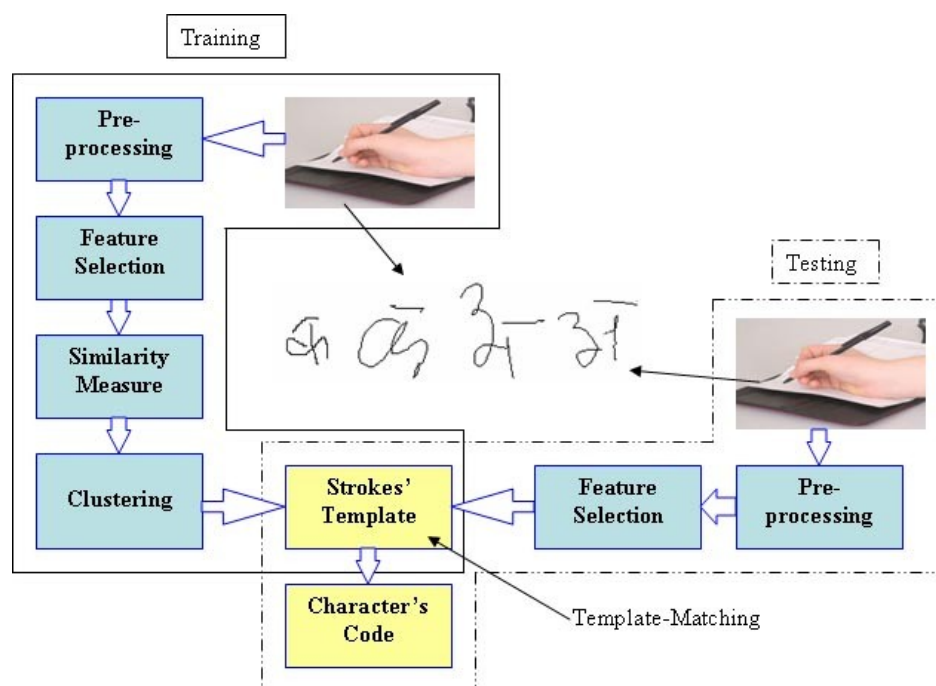 Training
Pre-
processing
Feature
Selection
Testing
Similarity
Measure
Clustering
Strokes’
Template
Feature
Selection
Pre-
processing
Character’s
Code
Template-Matching